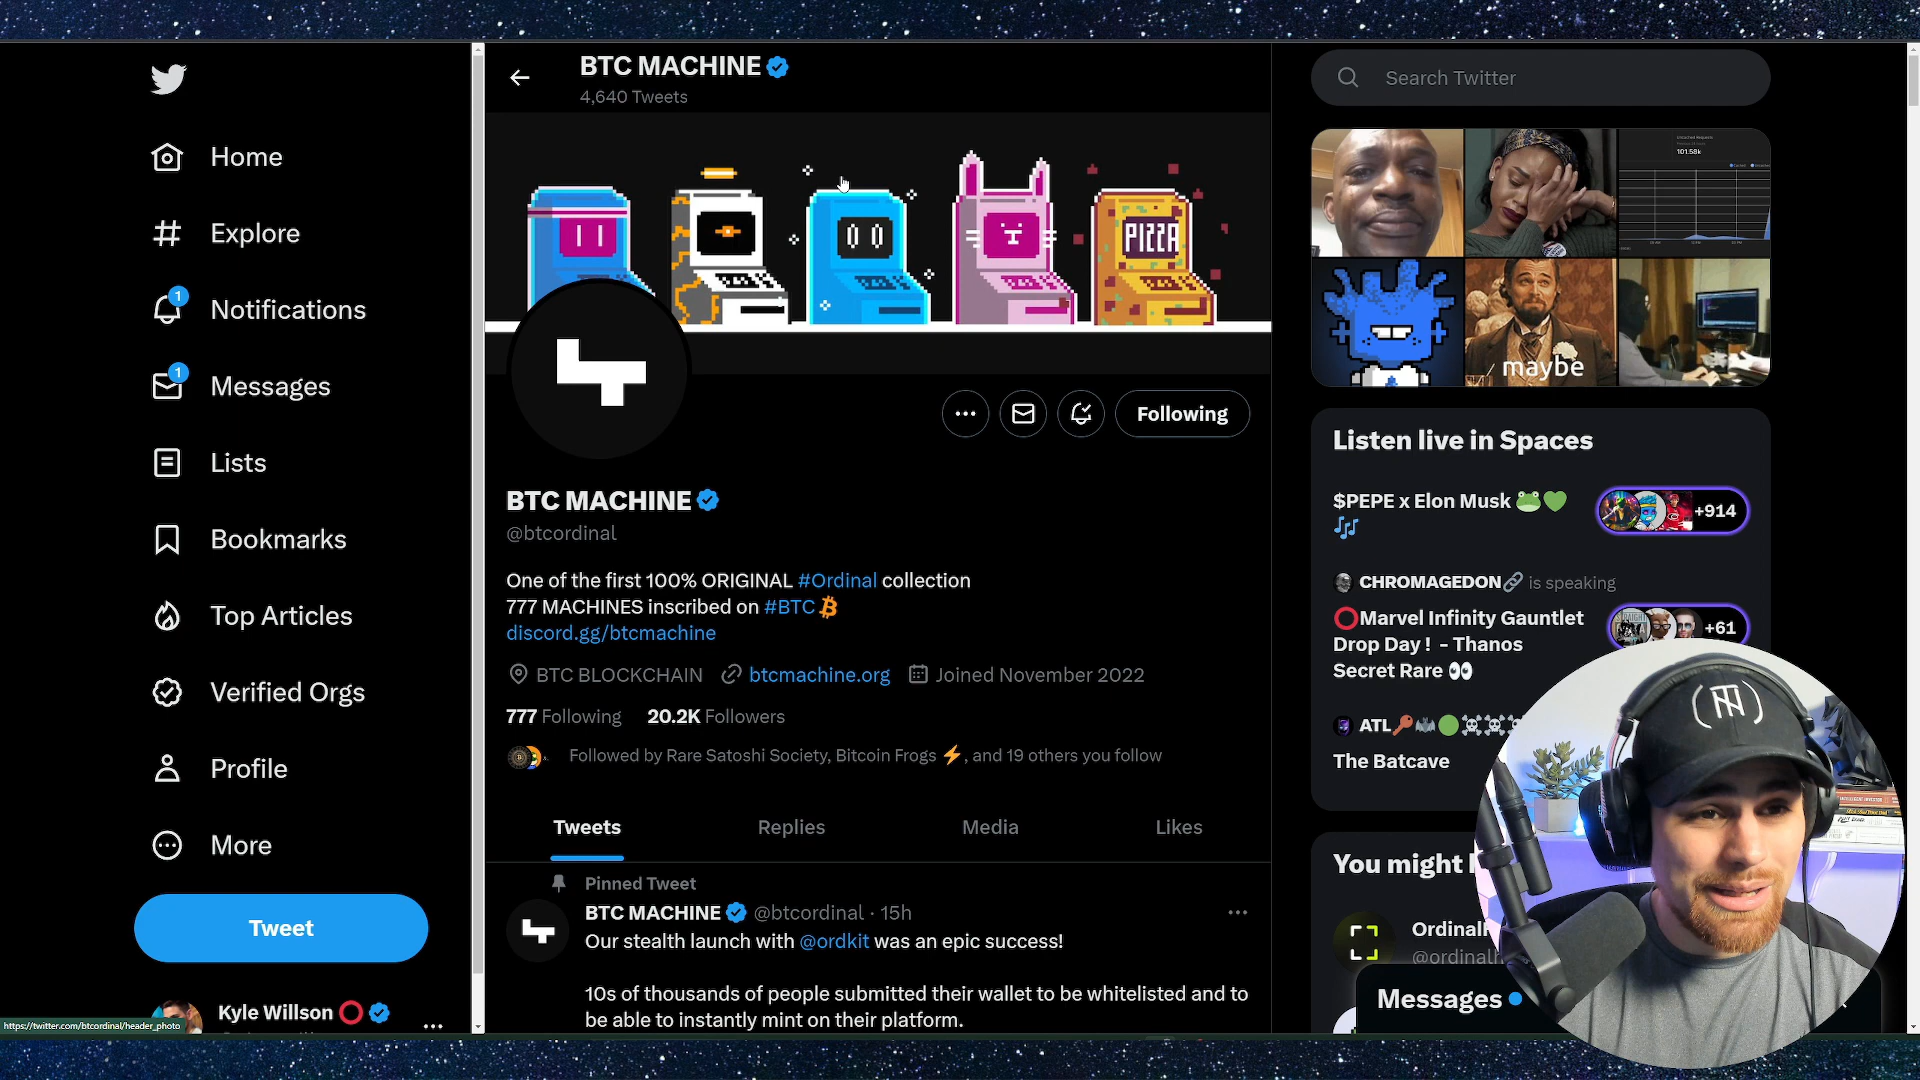 BTC MACHINE
4,640 Tweets
Search Twitter
Home
Explore
1
Notifications
1
Messages
Lists
Bookmarks
Top Articles
Verified Orgs
Profile
More
Tweet
Kyle Willson
https://twitter.com/btcordinal/header_photo
PIZZA
Following
BTC MACHINE
@btcordinal
One of the first 100% ORIGINAL #Ordinal collection
777 MACHINES inscribed on #BTC
discord.gg/btcmachine
BTC BLOCKCHAIN btcmachine.org Joined November 2022
777 Following 20.2K Followers
Followed by Rare Satoshi Society, Bitcoin Frogs ⚡, and 19 others you follow
Tweets Replies Media Likes
Pinned Tweet
BTC MACHINE @btcordinal · 15h
Our stealth launch with @ordkit was an epic success!
10s of thousands of people submitted their wallet to be whitelisted and to
be able to instantly mint on their platform.
101.58k
maybe
Listen live in Spaces
$PEPE x Elon Musk 🐸💚
🎶
+914
CHROMAGEDON🔗 is speaking
⭕Marvel Infinity Gauntlet
Drop Day ! - Thanos
Secret Rare 👀
+61
ATL
The Batcave
You might
Ordinal
@ordinal
Messages